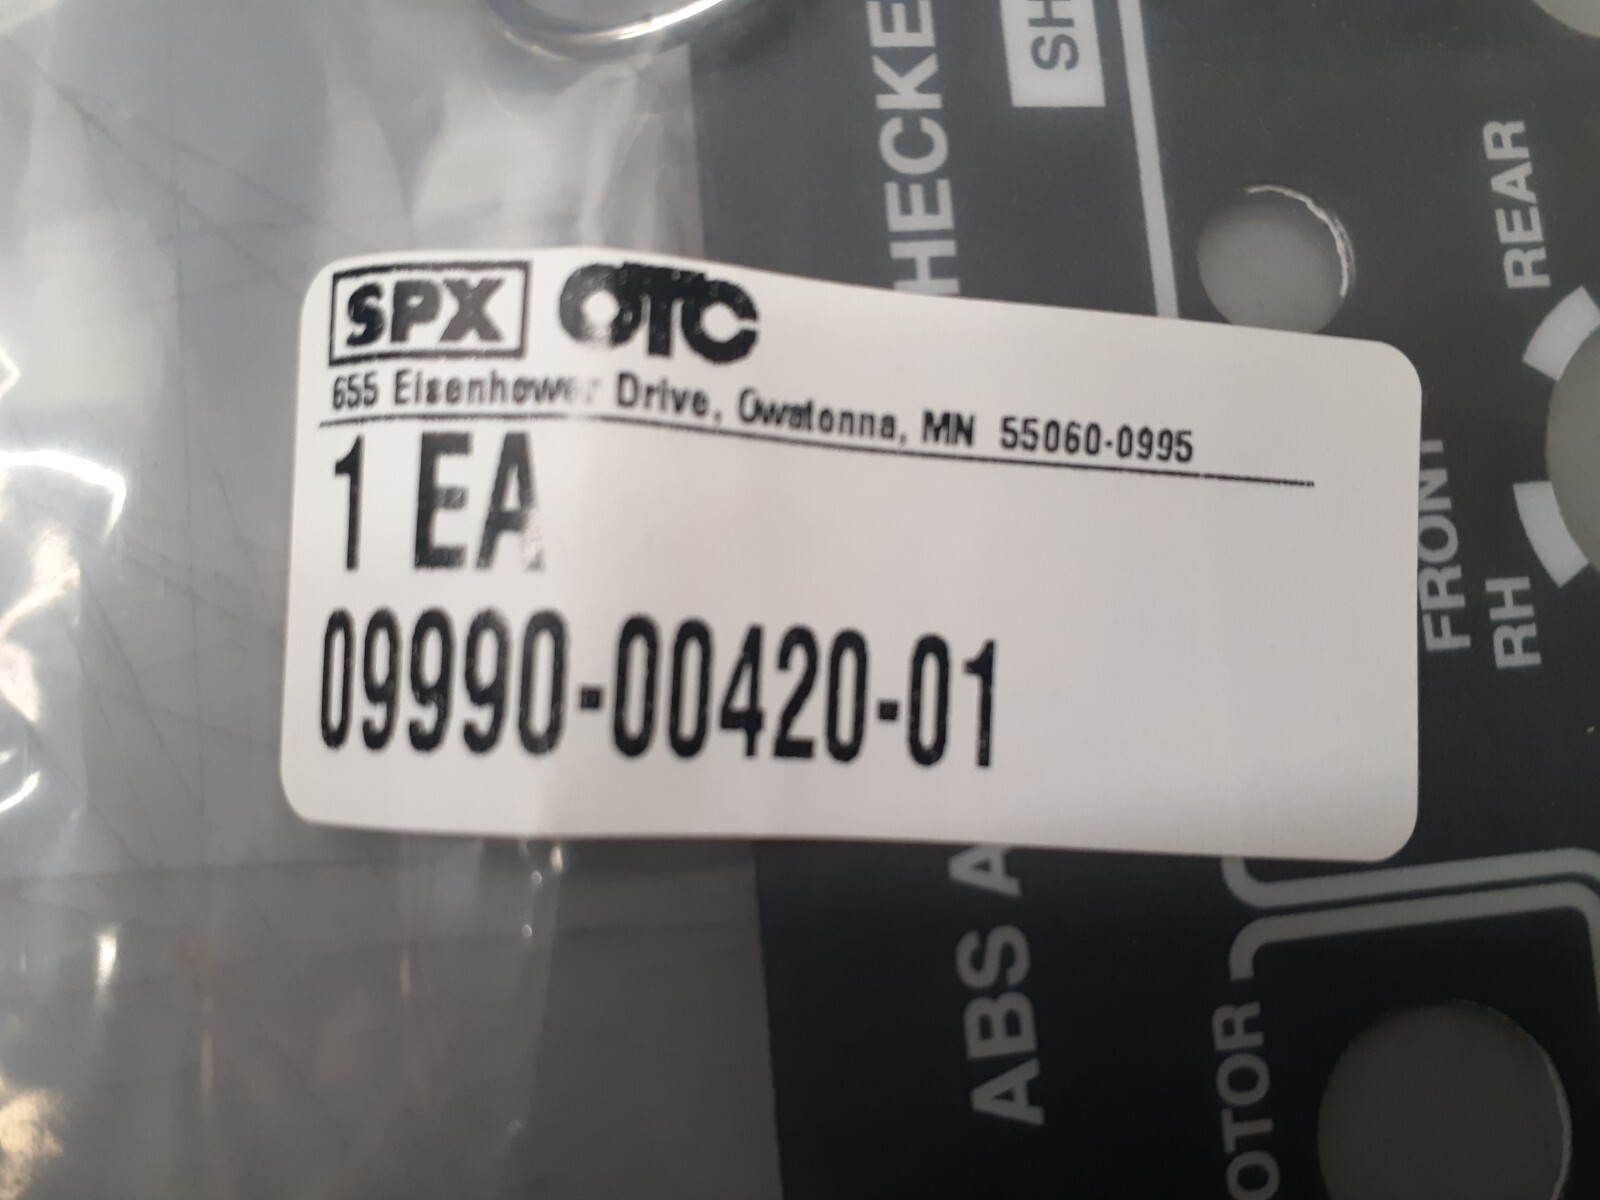 SPX OTC
655 Eisenhower Drive, Owatonna, MN 55060-0995
1 EA
09990-00420-01
HECKE
SH
REAR
FRONT
RH
ABS A
OTOR